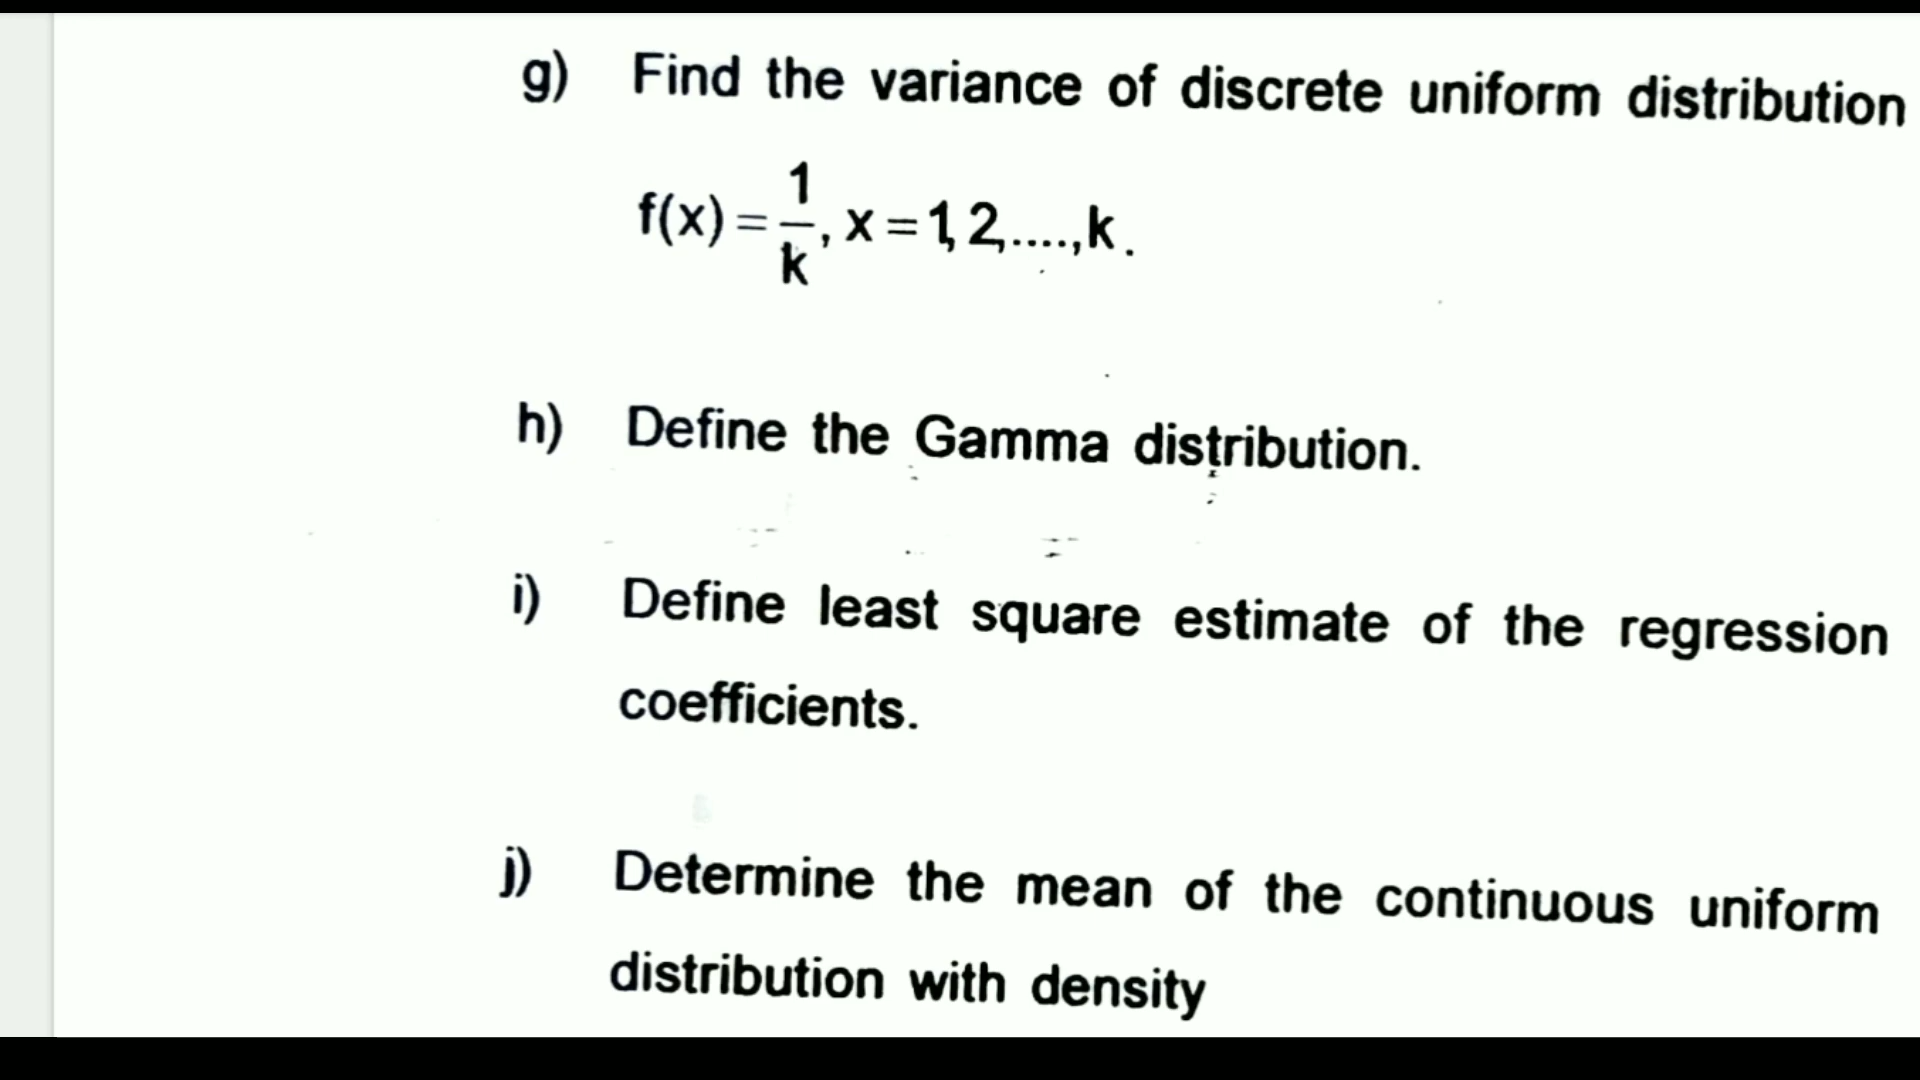 g) Find the variance of discrete uniform distribution
f(x) = 1/k, x = 1, 2, ...., k.
h) Define the Gamma distribution.
i) Define least square estimate of the regression
coefficients.
j) Determine the mean of the continuous uniform
distribution with density